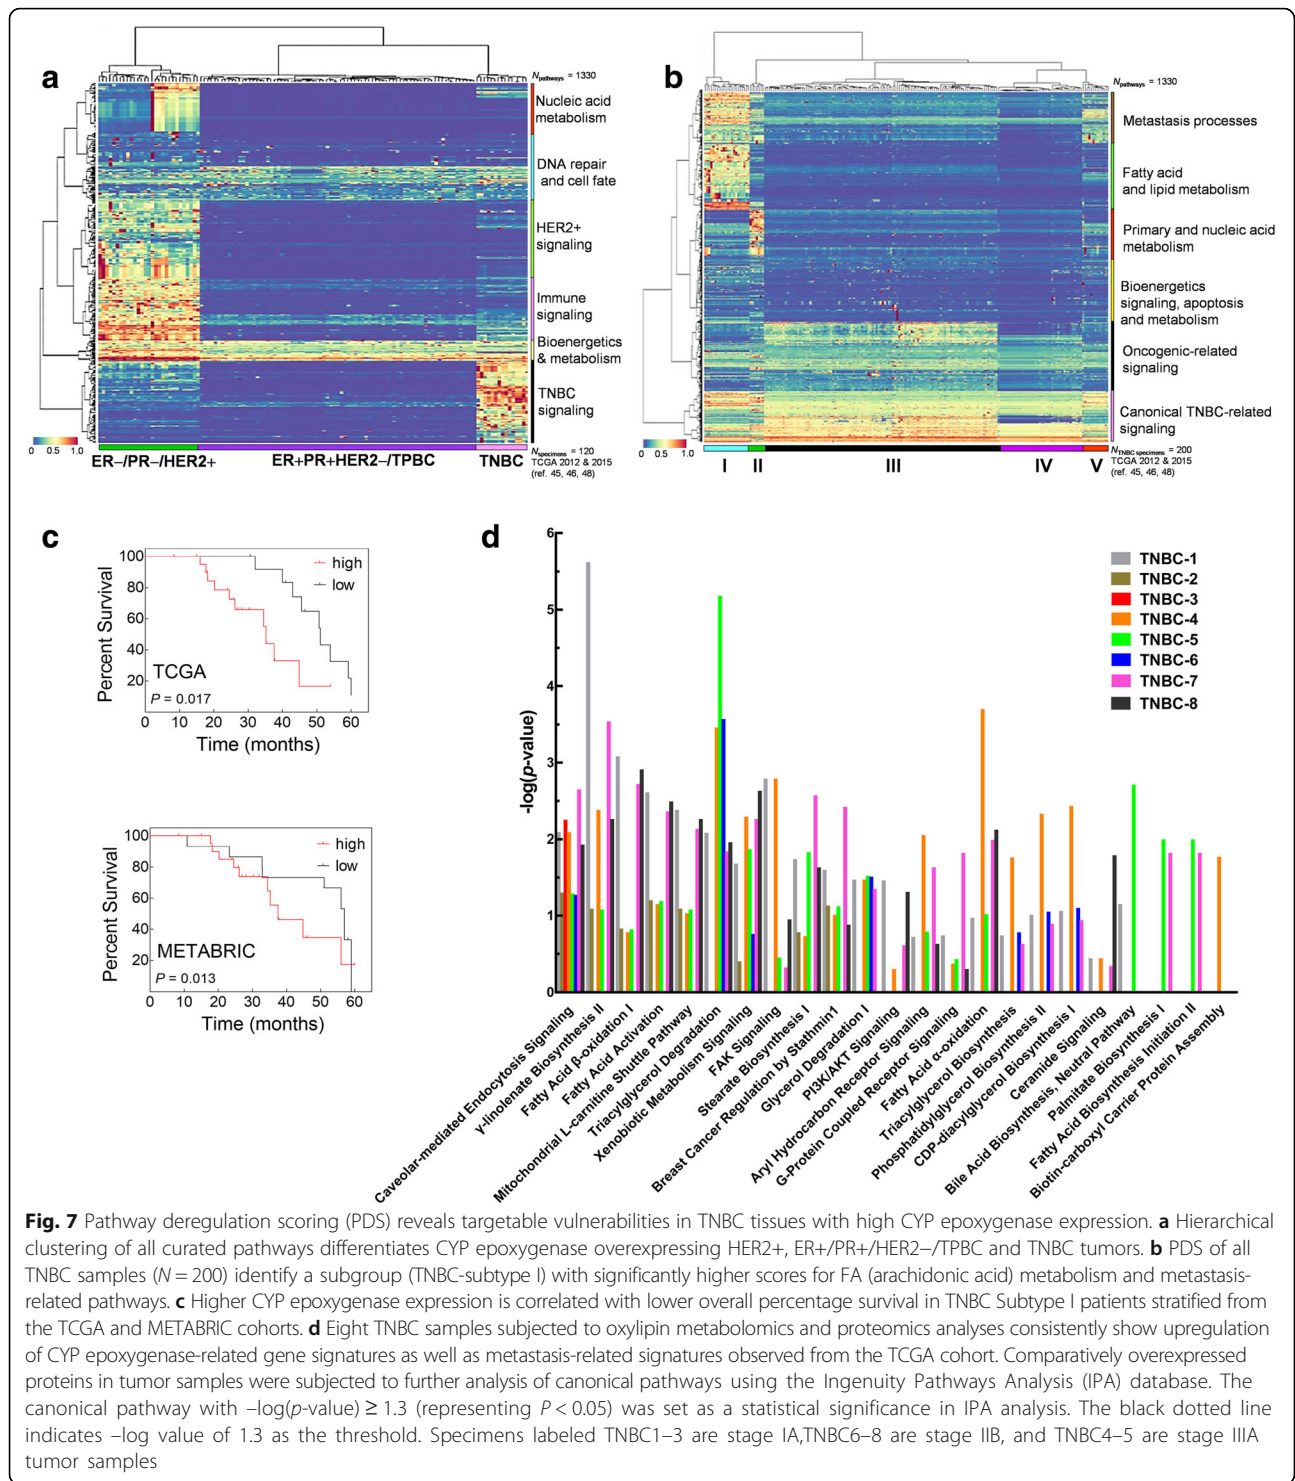 a
N pathways = 1330
Nucleic acid
metabolism
DNA repair
and cell fate
HER2+
signaling
Immune
signaling
Bioenergetics
& metabolism
TNBC
signaling
0 0.5 1.0
ER−/PR−/HER2+ ER+PR+HER2−/TPBC TNBC
N specimens = 120
TCGA 2012 & 2015
(ref. 45, 46, 48)
b
N pathways = 1330
Metastasis processes
Fatty acid
and lipid metabolism
Primary and nucleic acid
metabolism
Bioenergetics
signaling, apoptosis
and metabolism
Oncogenic-related
signaling
Canonical TNBC-related
signaling
0 0.5 1.0
I II III IV V
N TNBC specimens = 200
TCGA 2012 & 2015
(ref. 45, 46, 48)
c
Percent Survival
100
80
60
40
20
high
low
TCGA
P = 0.017
0 10 20 30 40 50 60
Time (months)
Percent Survival
100
80
60
40
20
high
low
METABRIC
P = 0.013
0 10 20 30 40 50 60
Time (months)
d
-log(p-value)
6
5
4
3
2
1
0
TNBC-1
TNBC-2
TNBC-3
TNBC-4
TNBC-5
TNBC-6
TNBC-7
TNBC-8
Caveolar-mediated Endocytosis Signaling
γ-linolenate Biosynthesis II
Fatty Acid β-oxidation I
Fatty Acid Activation
Mitochondrial L-carnitine Shuttle Pathway
Triacylglycerol Degradation
Xenobiotic Metabolism Signaling
FAK Signaling
Stearate Biosynthesis I
Breast Cancer Regulation by Stathmin1
Glycerol Degradation I
PI3K/AKT Signaling
Aryl Hydrocarbon Receptor Signaling
G-Protein Coupled Receptor Signaling
Fatty Acid α-oxidation
Triacylglycerol Biosynthesis
Phosphatidylglycerol Biosynthesis II
CDP-diacylglycerol Biosynthesis I
Ceramide Signaling
Bile Acid Biosynthesis, Neutral Pathway
Palmitate Biosynthesis I
Fatty Acid Biosynthesis Initiation II
Biotin-carboxyl Carrier Protein Assembly
Fig. 7 Pathway deregulation scoring (PDS) reveals targetable vulnerabilities in TNBC tissues with high CYP epoxygenase expression. a Hierarchical
clustering of all curated pathways differentiates CYP epoxygenase overexpressing HER2+, ER+/PR+/HER2−/TPBC and TNBC tumors. b PDS of all
TNBC samples (N = 200) identify a subgroup (TNBC-subtype I) with significantly higher scores for FA (arachidonic acid) metabolism and metastasis-
related pathways. c Higher CYP epoxygenase expression is correlated with lower overall percentage survival in TNBC Subtype I patients stratified from
the TCGA and METABRIC cohorts. d Eight TNBC samples subjected to oxylipin metabolomics and proteomics analyses consistently show upregulation
of CYP epoxygenase-related gene signatures as well as metastasis-related signatures observed from the TCGA cohort. Comparatively overexpressed
proteins in tumor samples were subjected to further analysis of canonical pathways using the Ingenuity Pathways Analysis (IPA) database. The
canonical pathway with –log(p-value) ≥ 1.3 (representing P < 0.05) was set as a statistical significance in IPA analysis. The black dotted line
indicates –log value of 1.3 as the threshold. Specimens labeled TNBC1–3 are stage IA,TNBC6–8 are stage IIB, and TNBC4–5 are stage IIIA
tumor samples